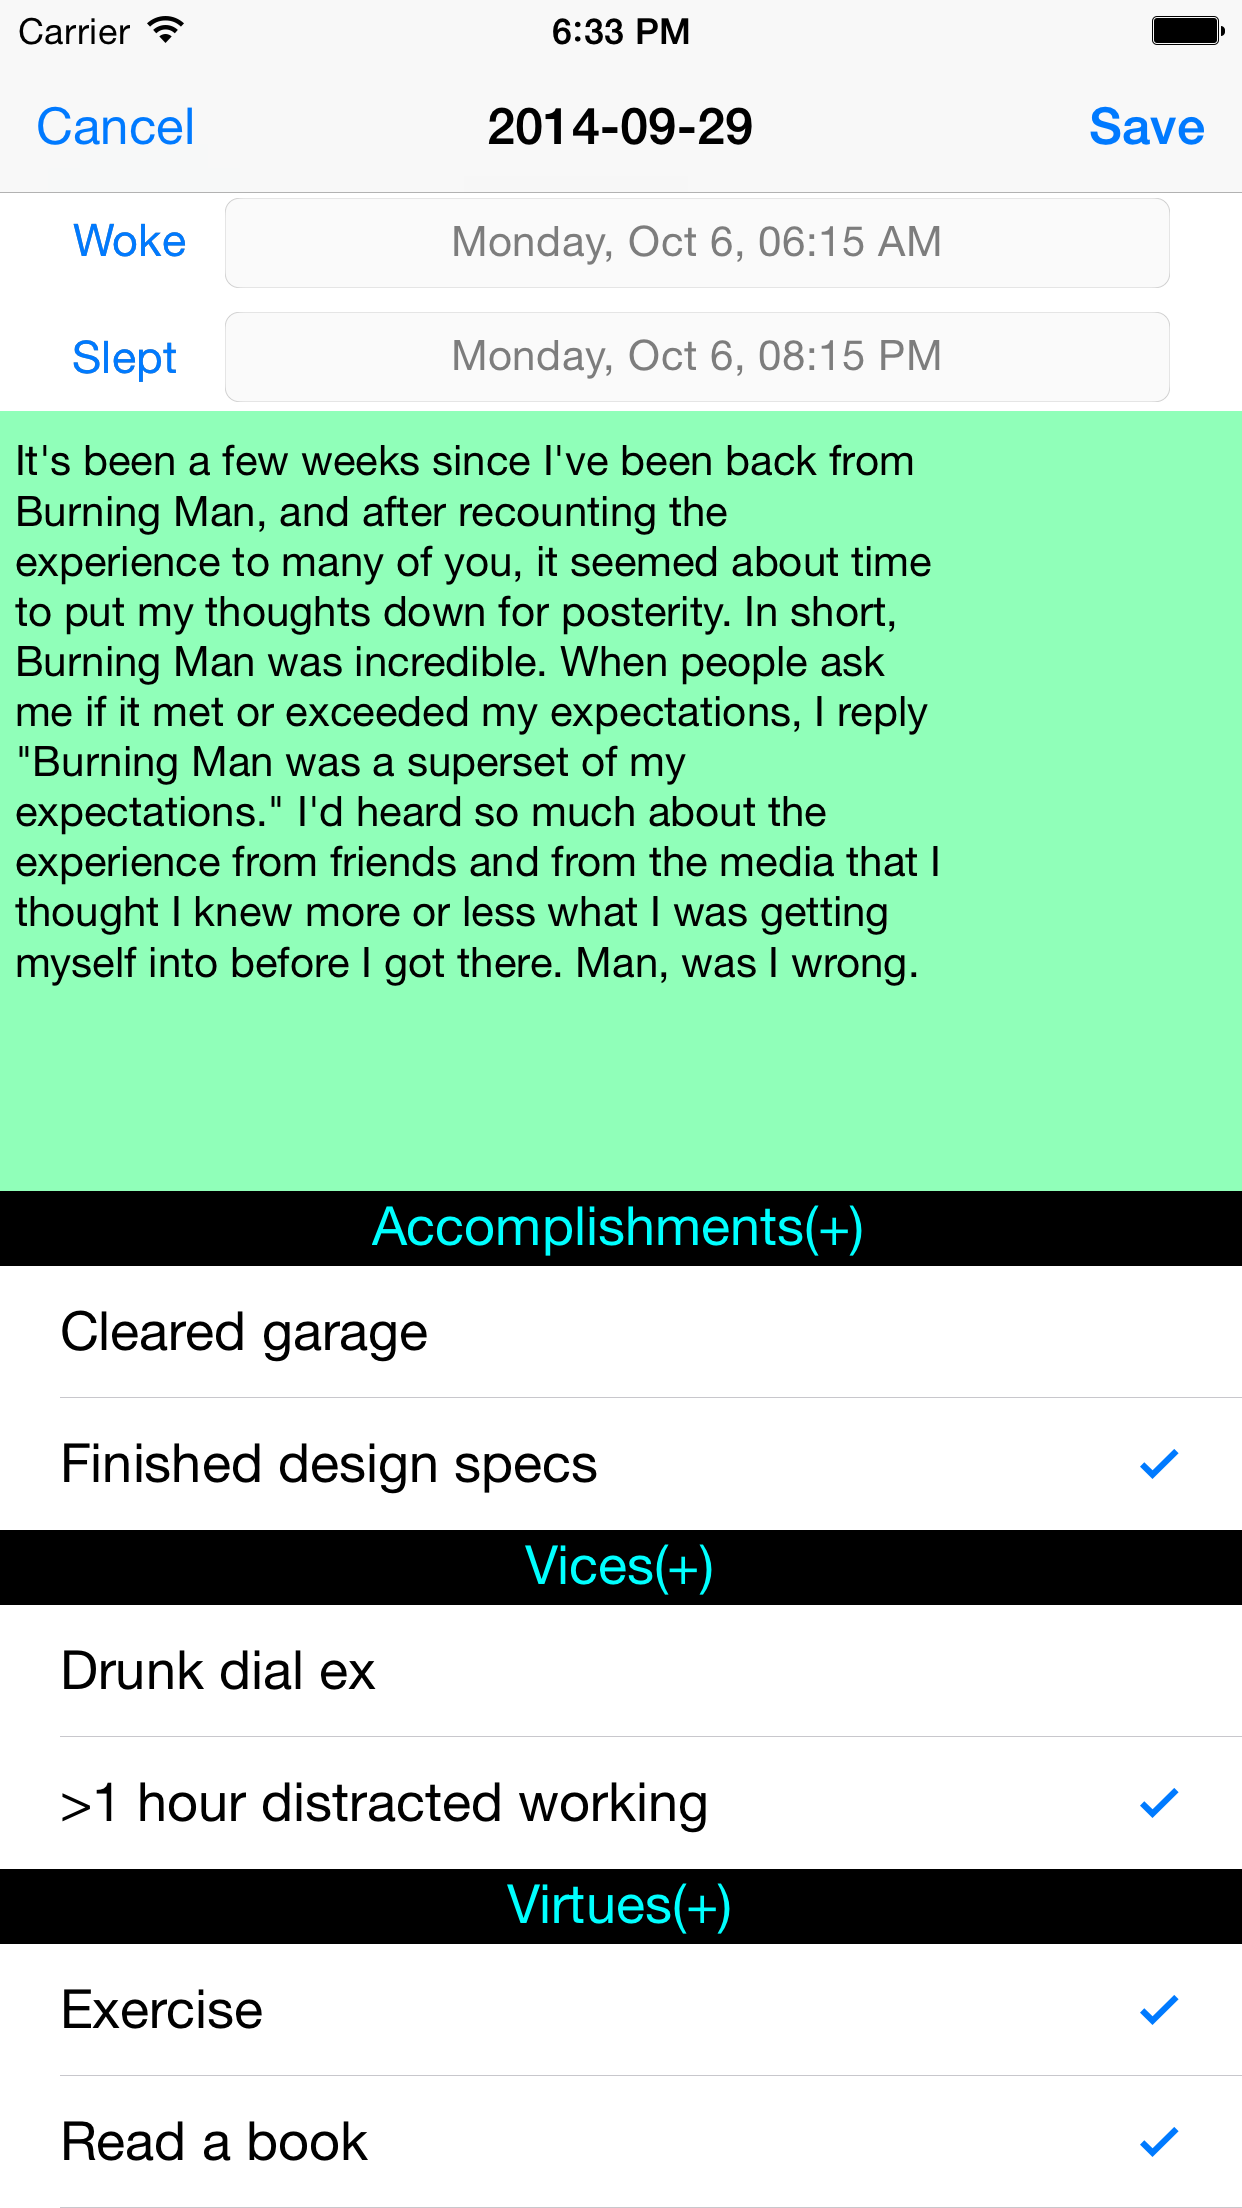 Carrier 6:33 PM
Cancel 2014-09-29 Save
Woke Monday, Oct 6, 06:15 AM
Slept Monday, Oct 6, 08:15 PM
It's been a few weeks since I've been back from
Burning Man, and after recounting the
experience to many of you, it seemed about time
to put my thoughts down for posterity. In short,
Burning Man was incredible. When people ask
me if it met or exceeded my expectations, I reply
"Burning Man was a superset of my
expectations." I'd heard so much about the
experience from friends and from the media that I
thought I knew more or less what I was getting
myself into before I got there. Man, was I wrong.
Accomplishments(+)
Cleared garage
Finished design specs
Vices(+)
Drunk dial ex
>1 hour distracted working
Virtues(+)
Exercise
Read a book